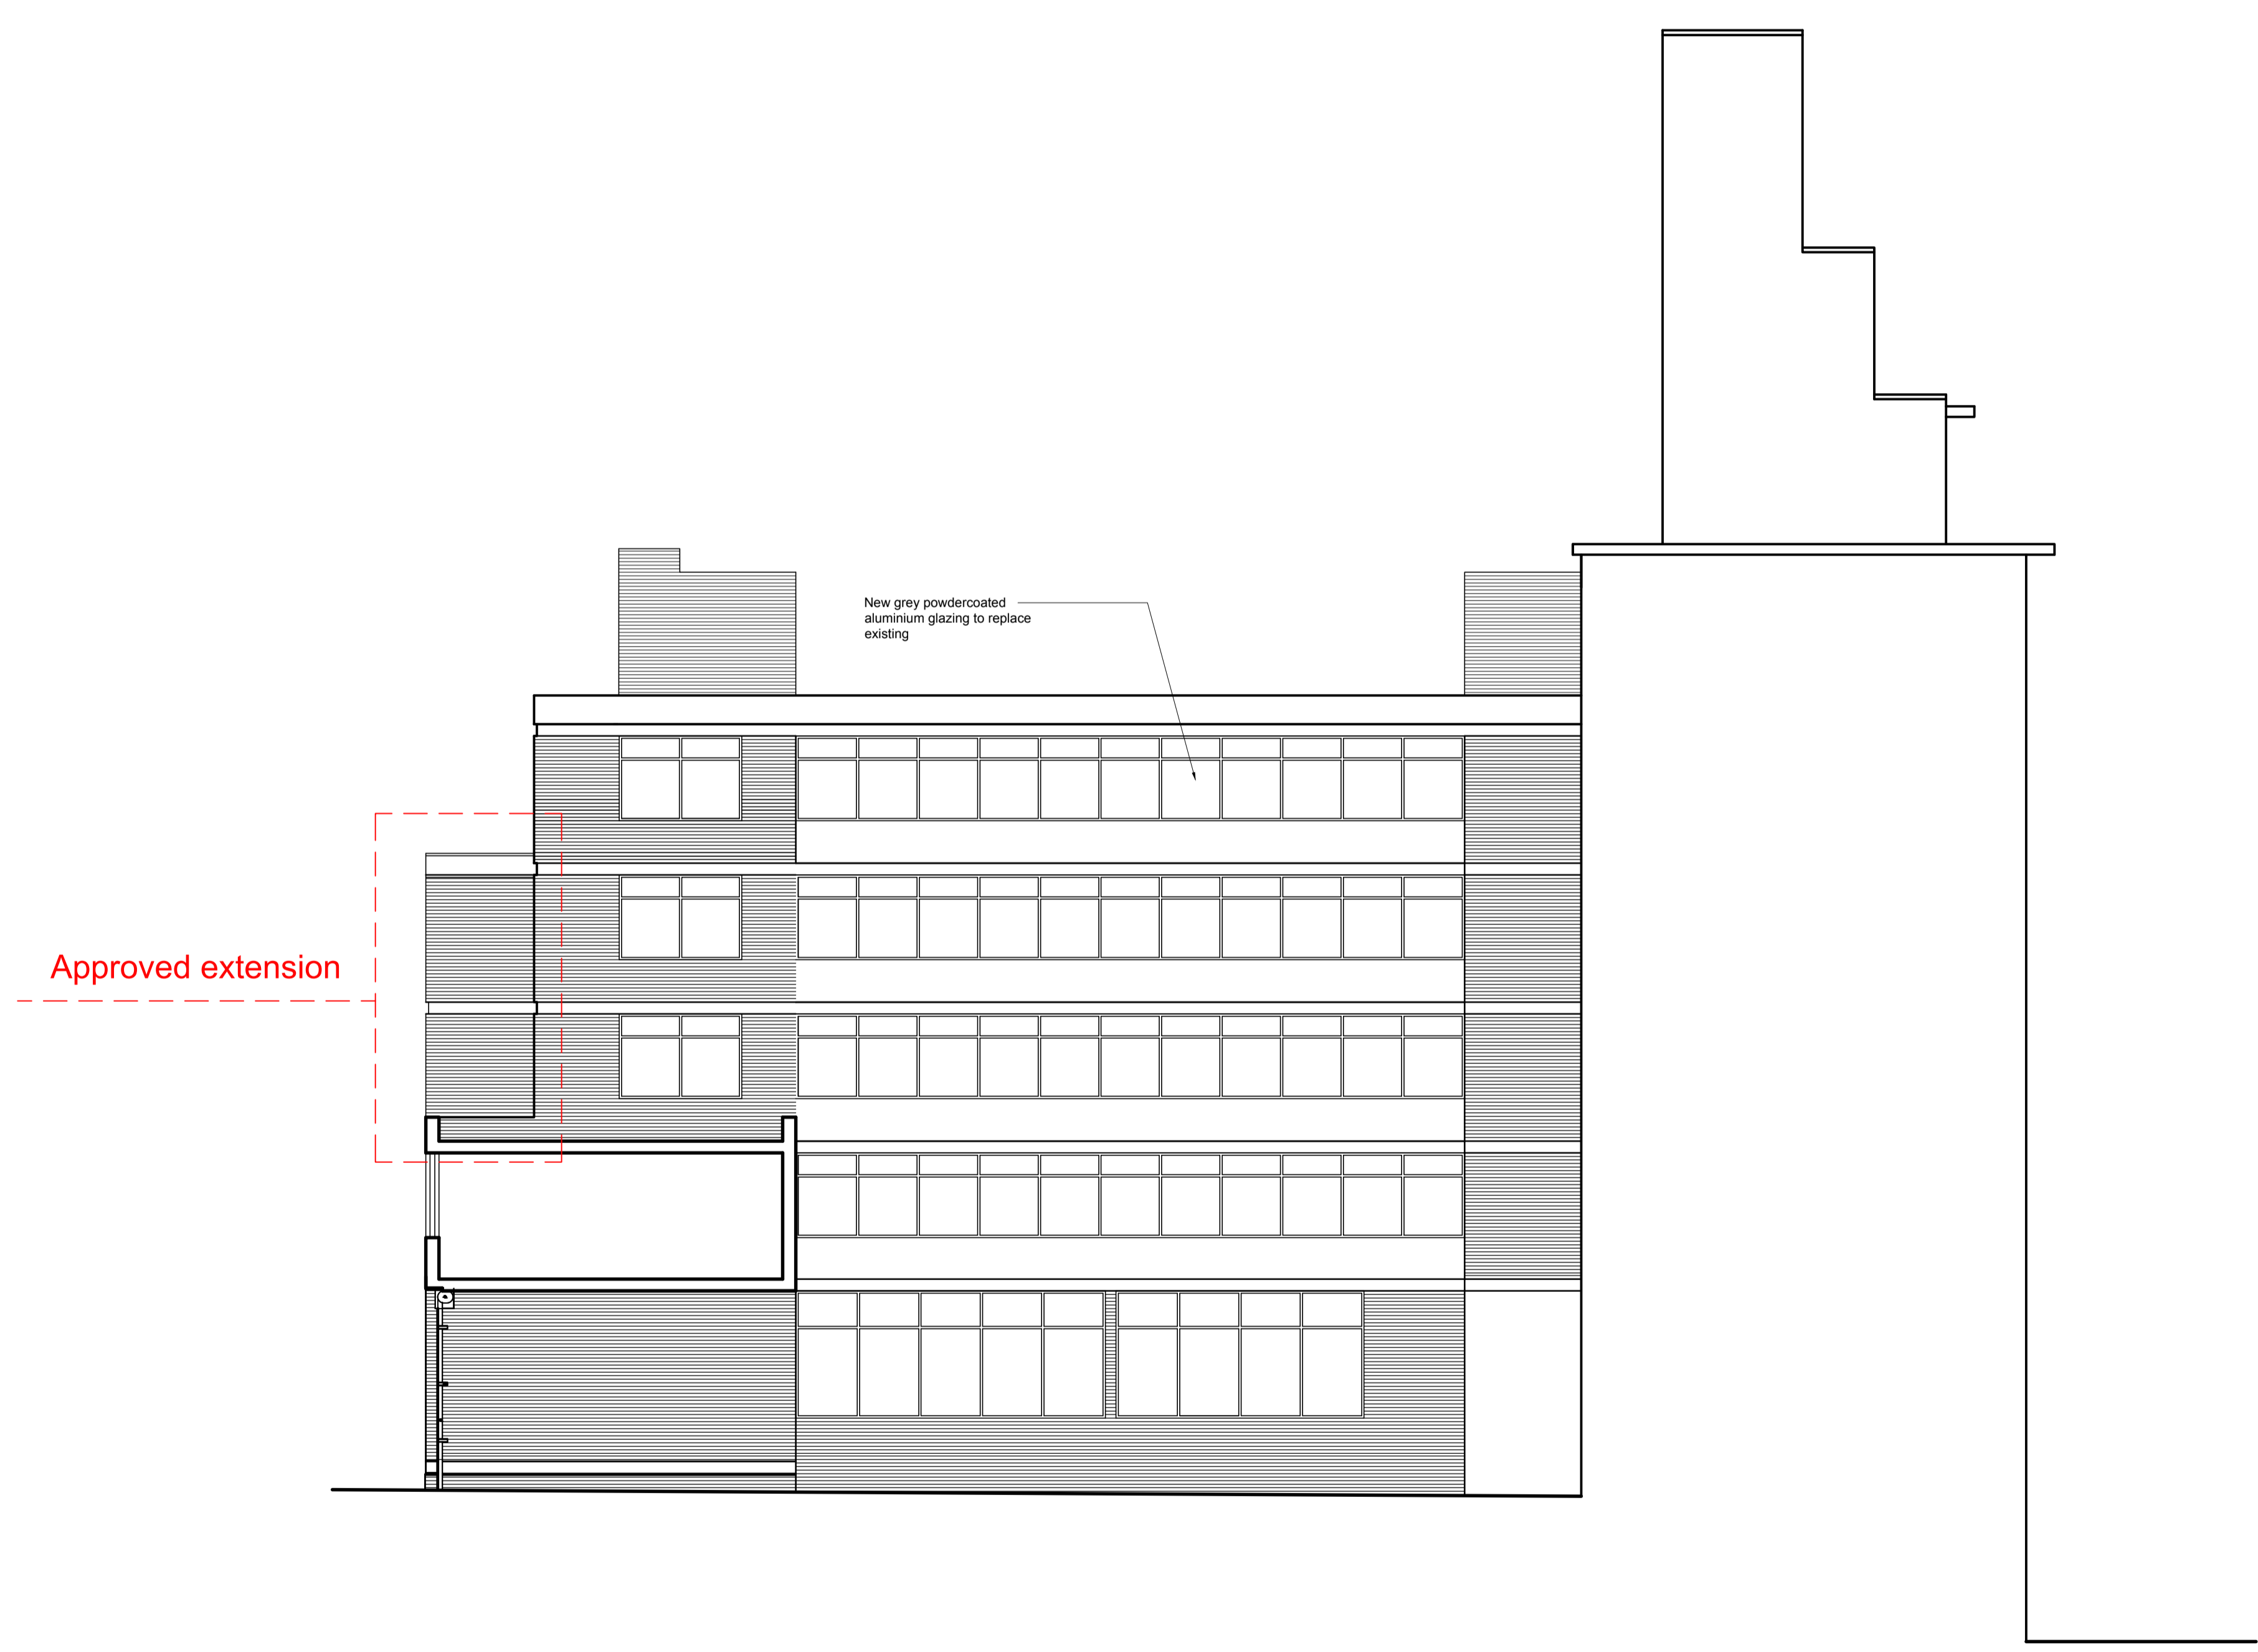 New grey powdercoated
aluminium glazing to replace
existing
Approved extension